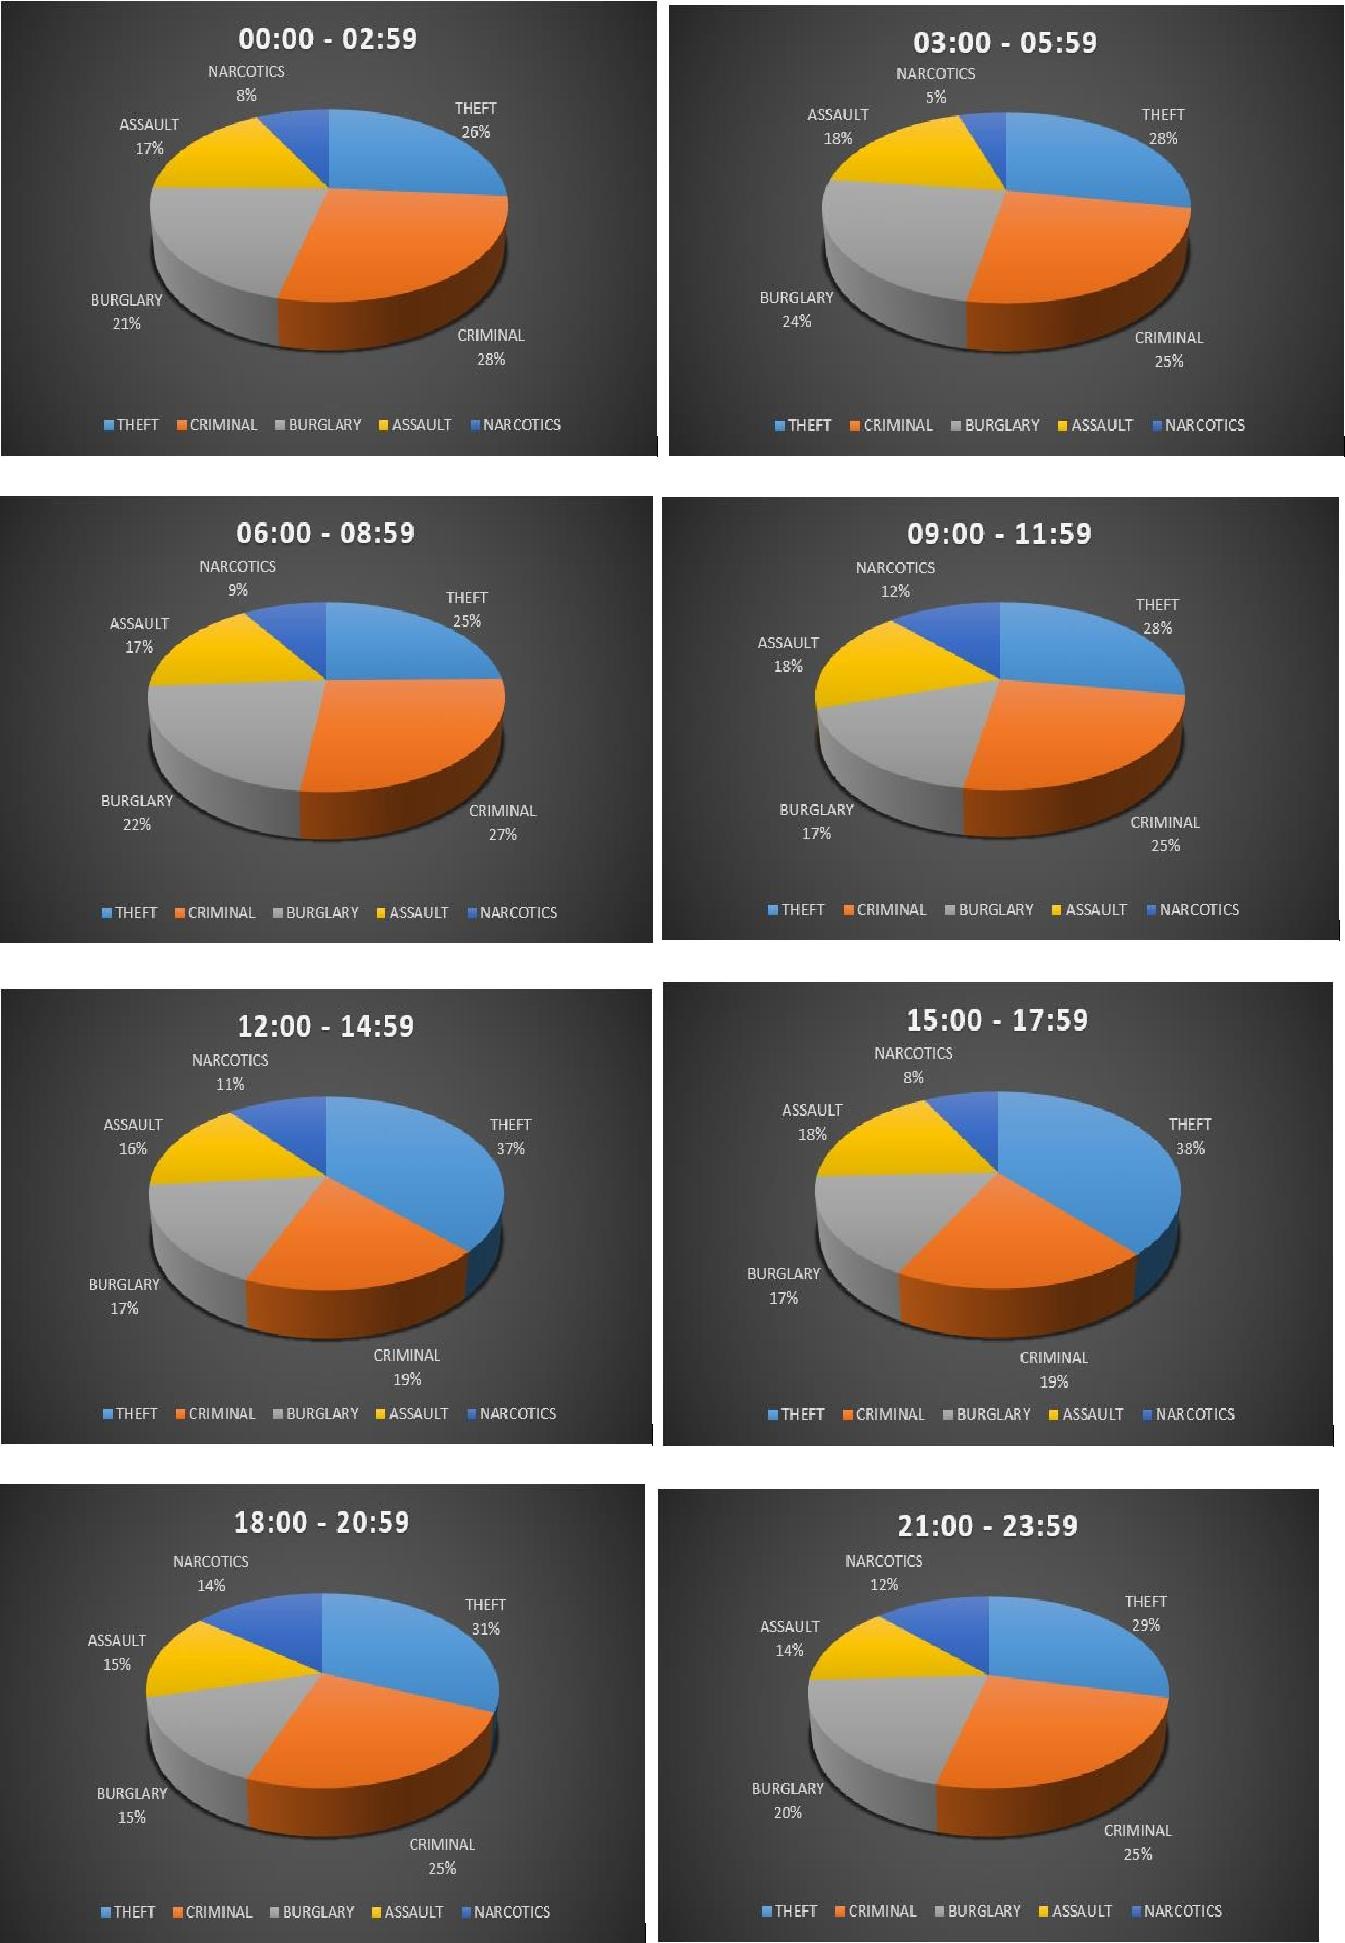 00:00 - 02:59
NARCOTICS
8%
THEFT
26%
ASSAULT
17%
BURGLARY
21%
CRIMINAL
28%
THEFT CRIMINAL BURGLARY ASSAULT NARCOTICS
03:00 - 05:59
NARCOTICS
5%
THEFT
28%
ASSAULT
18%
BURGLARY
24%
CRIMINAL
25%
THEFT CRIMINAL BURGLARY ASSAULT NARCOTICS
06:00 - 08:59
NARCOTICS
9%
THEFT
25%
ASSAULT
17%
BURGLARY
22%
CRIMINAL
27%
THEFT CRIMINAL BURGLARY ASSAULT NARCOTICS
09:00 - 11:59
NARCOTICS
12%
THEFT
28%
ASSAULT
18%
BURGLARY
17%
CRIMINAL
25%
THEFT CRIMINAL BURGLARY ASSAULT NARCOTICS
12:00 - 14:59
NARCOTICS
11%
THEFT
37%
ASSAULT
16%
BURGLARY
17%
CRIMINAL
19%
THEFT CRIMINAL BURGLARY ASSAULT NARCOTICS
15:00 - 17:59
NARCOTICS
8%
THEFT
38%
ASSAULT
18%
BURGLARY
17%
CRIMINAL
19%
THEFT CRIMINAL BURGLARY ASSAULT NARCOTICS
18:00 - 20:59
NARCOTICS
14%
THEFT
31%
ASSAULT
15%
BURGLARY
15%
CRIMINAL
25%
THEFT CRIMINAL BURGLARY ASSAULT NARCOTICS
21:00 - 23:59
NARCOTICS
12%
THEFT
29%
ASSAULT
14%
BURGLARY
20%
CRIMINAL
25%
THEFT CRIMINAL BURGLARY ASSAULT NARCOTICS